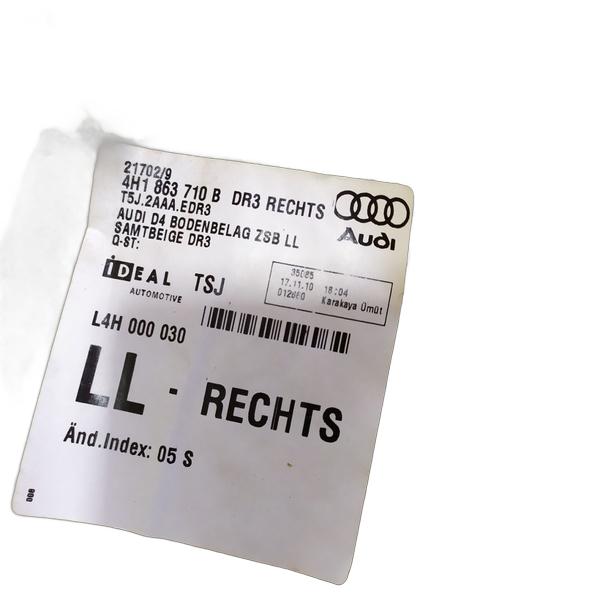 21702/9
4H1 863 710 B DR3 RECHTS
T5J.2AAA.EDR3
AUDI D4 BODENBELAG ZSB LL
SAMTBEIGE DR3
Q-ST:
Audi
iDEAL
AUTOMOTIVE
TSJ
35085
17.11.10 18:04
012860 Karakaya Ümüt
L4H 000 030
LL - RECHTS
Änd.Index: 05 S